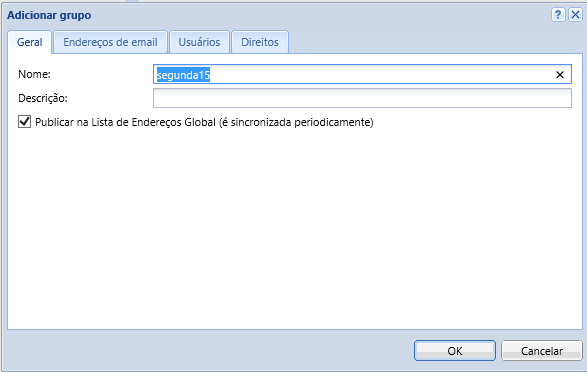 Adicionar grupo
Geral Endereços de email Usuários Direitos
Nome: segunda15
Descrição:
Publicar na Lista de Endereços Global (é sincronizada periodicamente)
OK Cancelar